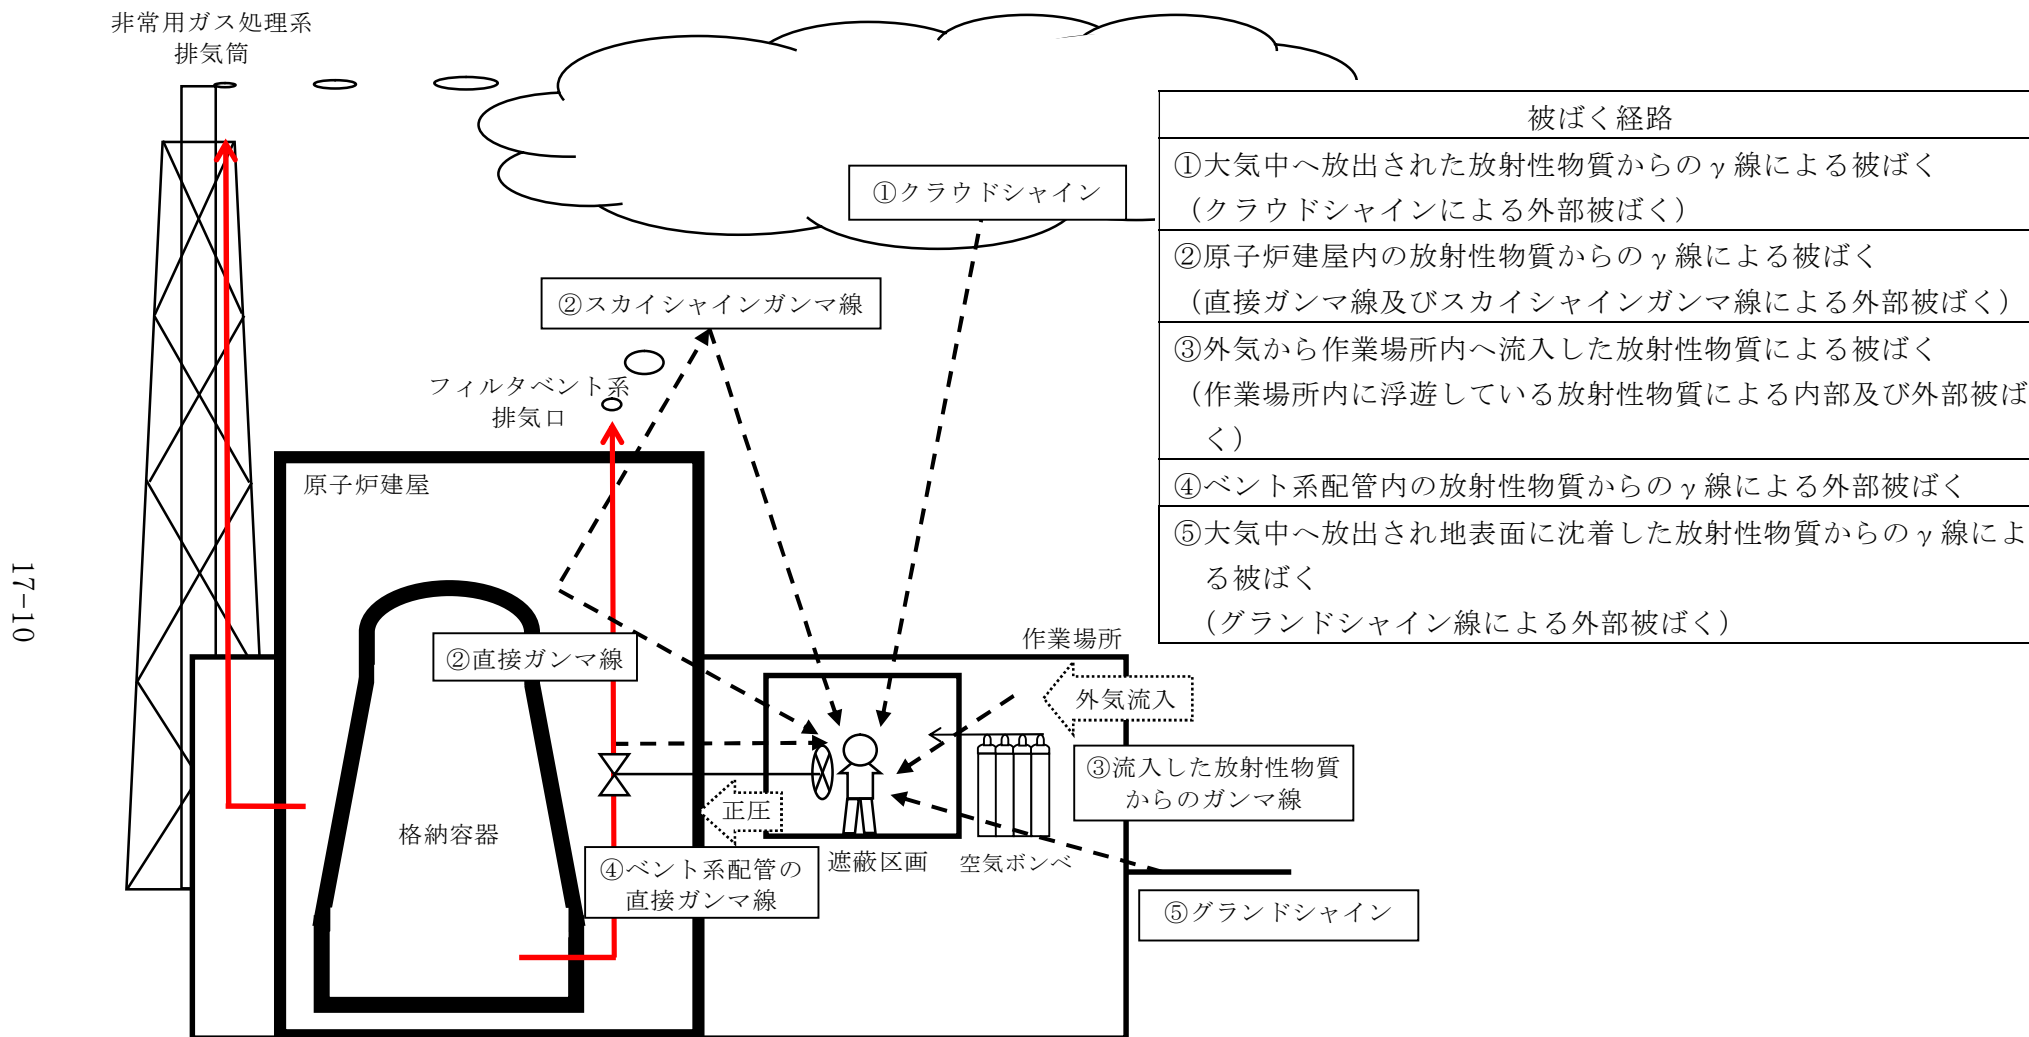 非常用ガス処理系
排気筒
①クラウドシャイン
②スカイシャインガンマ線
フィルタベント系
排気口
原子炉建屋
②直接ガンマ線
作業場所
外気流入
③流入した放射性物質
からのガンマ線
正圧
格納容器
④ベント系配管の
直接ガンマ線
遮蔽区画
空気ボンベ
⑤グランドシャイン
被ばく経路
①大気中へ放出された放射性物質からのγ線による被ばく
（クラウドシャインによる外部被ばく）
②原子炉建屋内の放射性物質からのγ線による被ばく
（直接ガンマ線及びスカイシャインガンマ線による外部被ばく）
③外気から作業場所内へ流入した放射性物質による被ばく
（作業場所内に浮遊している放射性物質による内部及び外部被ば
く）
④ベント系配管内の放射性物質からのγ線による外部被ばく
⑤大気中へ放出され地表面に沈着した放射性物質からのγ線によ
る被ばく
（グランドシャイン線による外部被ばく）
17-10